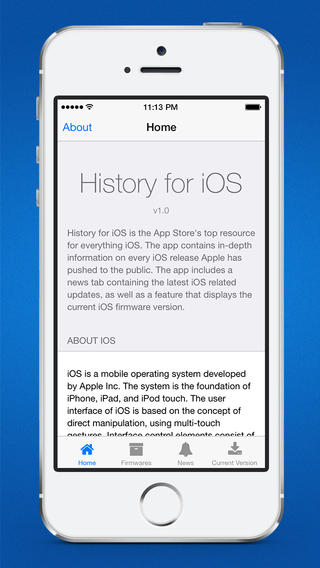 11:13 PM
About Home
History for iOS
v1.0
History for iOS is the App Store's top resource
for everything iOS. The app contains in-depth
information on every iOS release Apple has
pushed to the public. The app includes a
news tab containing the latest iOS related
updates, as well as a feature that displays the
current iOS firmware version.
ABOUT IOS
iOS is a mobile operating system developed
by Apple Inc. The system is the foundation of
iPhone, iPad, and iPod touch. The user
interface of iOS is based on the concept of
direct manipulation, using multi-touch
gestures. Interface control elements consist of
Home Firmwares News Current Version